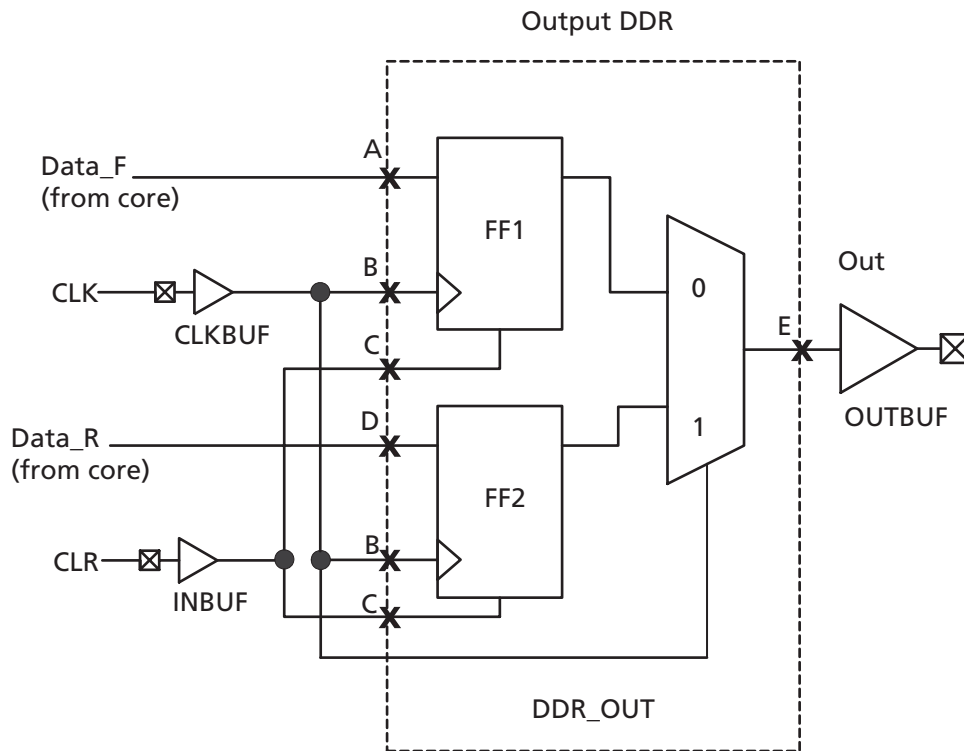 Output DDR
A
Data_F
(from core)
FF1
B
CLK
CLKBUF
0
Out
C
E
OUTBUF
D
Data_R
(from core)
1
FF2
B
CLR
INBUF
C
DDR_OUT